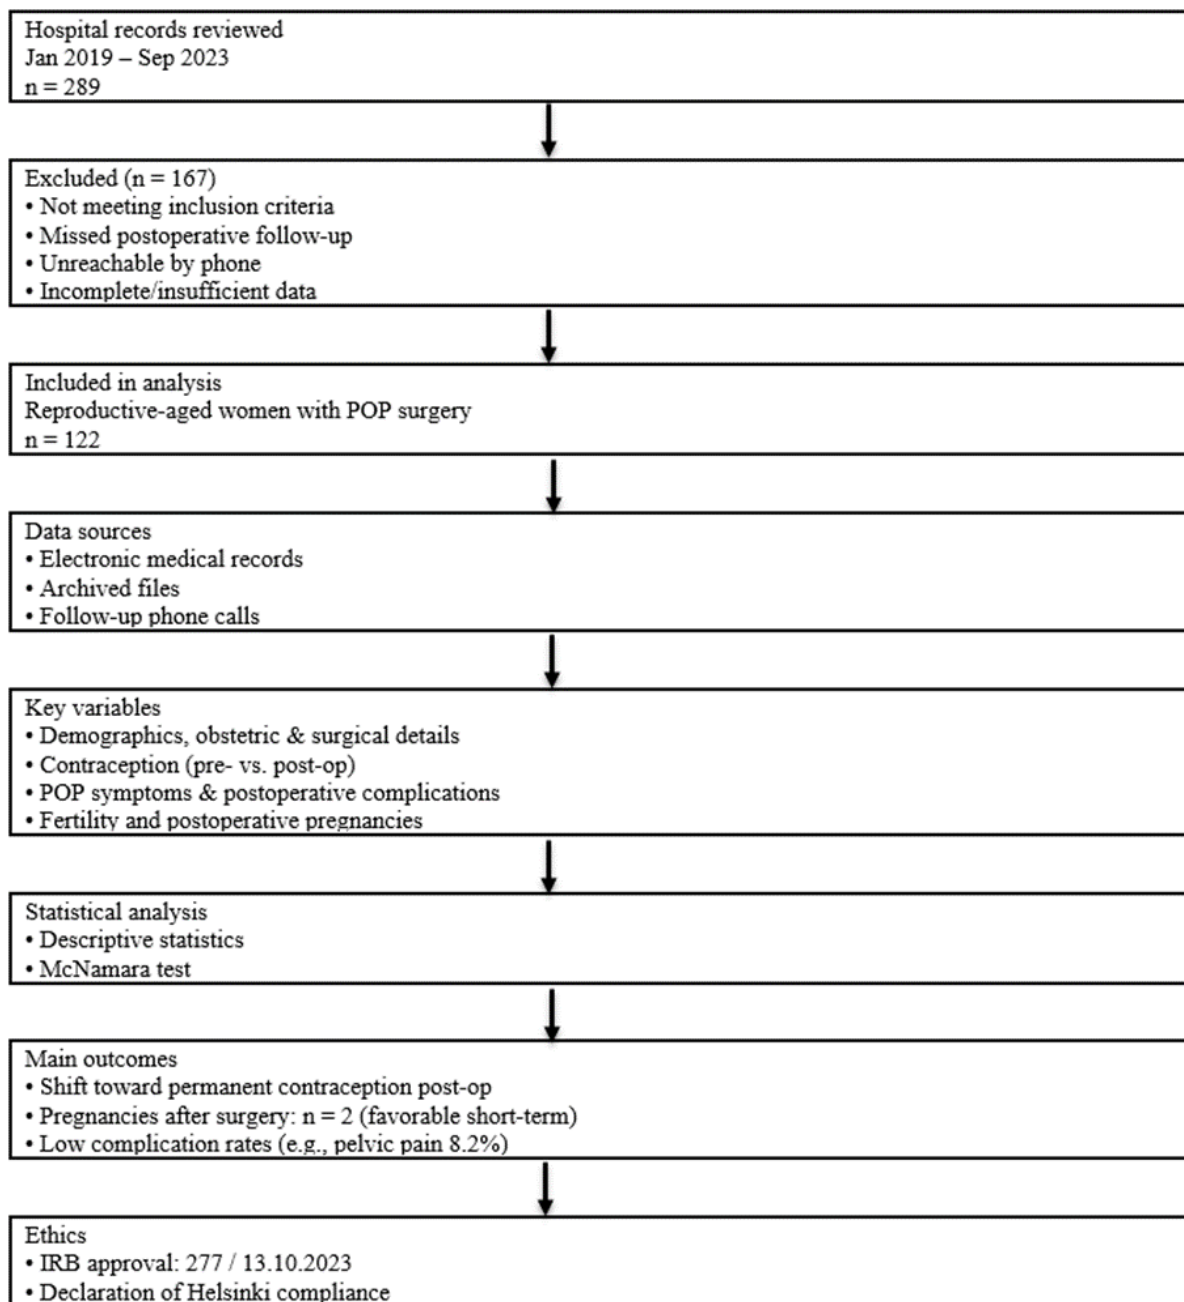 Hospital records reviewed
Jan 2019 – Sep 2023
n = 289
Excluded (n = 167)
• Not meeting inclusion criteria
• Missed postoperative follow-up
• Unreachable by phone
• Incomplete/insufficient data
Included in analysis
Reproductive-aged women with POP surgery
n = 122
Data sources
• Electronic medical records
• Archived files
• Follow-up phone calls
Key variables
• Demographics, obstetric & surgical details
• Contraception (pre- vs. post-op)
• POP symptoms & postoperative complications
• Fertility and postoperative pregnancies
Statistical analysis
• Descriptive statistics
• McNamara test
Main outcomes
• Shift toward permanent contraception post-op
• Pregnancies after surgery: n = 2 (favorable short-term)
• Low complication rates (e.g., pelvic pain 8.2%)
Ethics
• IRB approval: 277 / 13.10.2023
• Declaration of Helsinki compliance